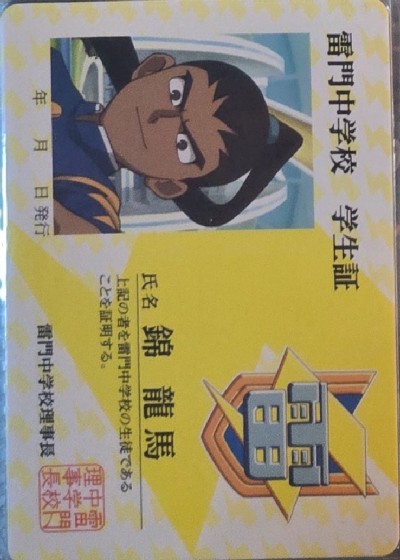 雷門中学校 学生証
氏名 錦 龍馬
上記の者を雷門中学校の生徒である
ことを証明する。
年 月 日発行
雷門中学校理事長
雷門
中学校
理事長